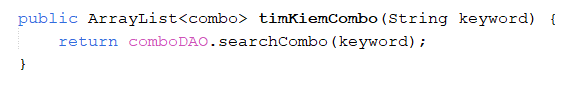 public ArrayList<combo> timKiemCombo(String keyword) {
    return comboDAO.searchCombo(keyword);
}